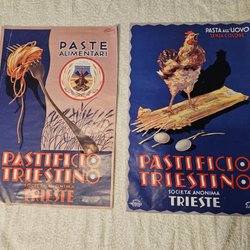 PASTE
ALIMENTARI
PASTIFICIO
TRIESTINO
SOCIETÀ ANONIMA
TRIESTE
PASTA ALL'UOVO
SENZA COLORE
PASTIFICIO
TRIESTINO
SOCIETÀ ANONIMA
TRIESTE